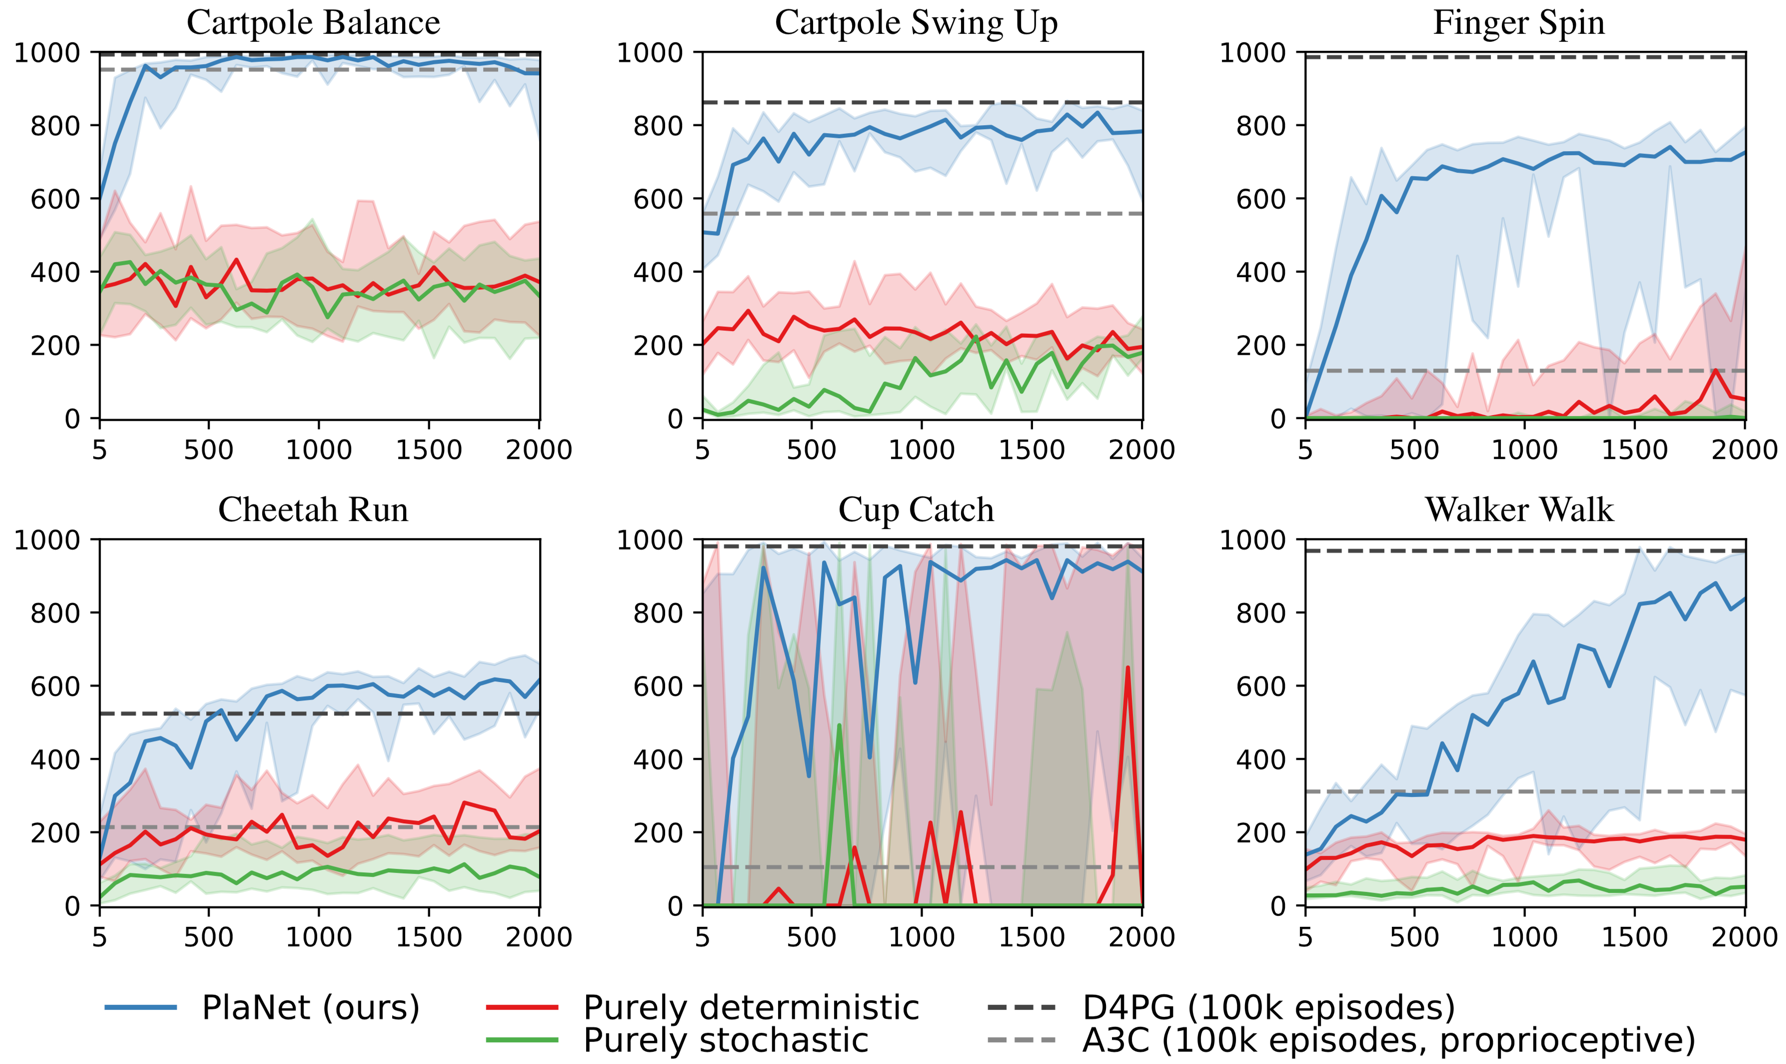 Cartpole Balance Cartpole Swing Up Finger Spin
1000 1000 1000
800 800 800
600 600 600
400 400 400
200 200 200
0 0 0
5 500 1000 1500 2000 5 500 1000 1500 2000 5 500 1000 1500 2000
Cheetah Run Cup Catch Walker Walk
1000 1000 1000
800 800 800
600 600 600
400 400 400
200 200 200
0 0 0
5 500 1000 1500 2000 5 500 1000 1500 2000 5 500 1000 1500 2000
PlaNet (ours) Purely deterministic D4PG (100k episodes)
Purely stochastic A3C (100k episodes, proprioceptive)